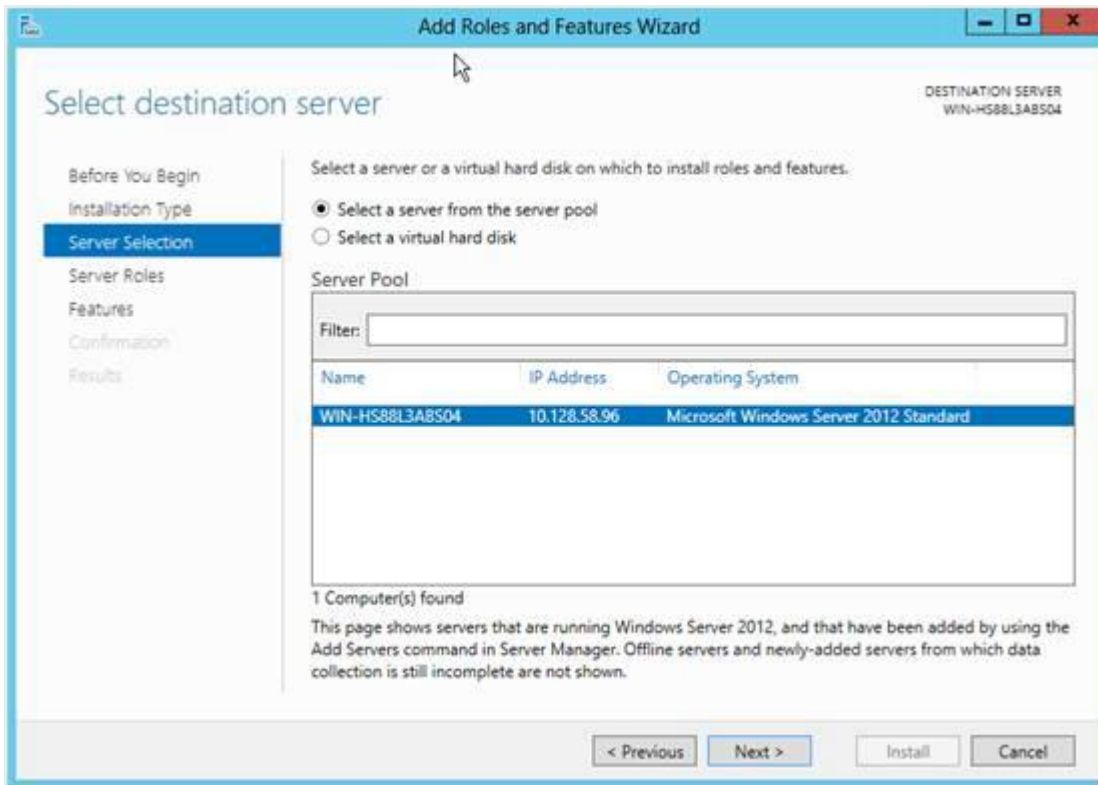 Add Roles and Features Wizard
Select destination server
DESTINATION SERVER
WIN-HS88L3ABS04
Before You Begin
Installation Type
Server Selection
Server Roles
Features
Confirmation
Results
Select a server or a virtual hard disk on which to install roles and features.
Select a server from the server pool
Select a virtual hard disk
Server Pool
Filter:
Name IP Address Operating System
WIN-HS88L3ABS04 10.128.58.96 Microsoft Windows Server 2012 Standard
1 Computer(s) found
This page shows servers that are running Windows Server 2012, and that have been added by using the
Add Servers command in Server Manager. Offline servers and newly-added servers from which data
collection is still incomplete are not shown.
< Previous Next > Install Cancel